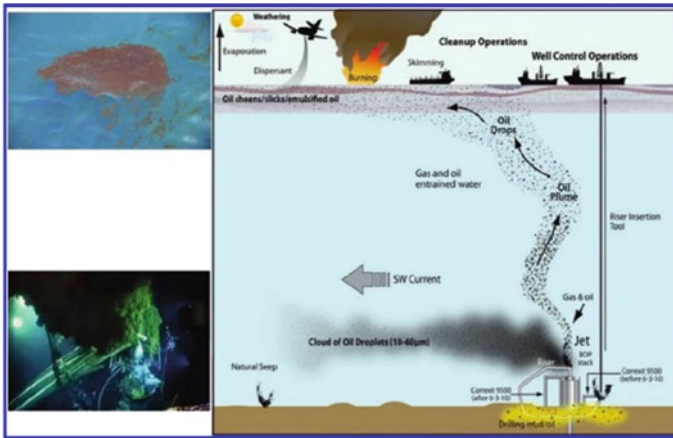 Weathering
Evaporation
Dispersant
Burning
Cleanup Operations
Skimming
Well Control Operations
Oil sheens/slicks/emulsified oil
Oil
Drops
Gas and oil
entrained water
Oil
Plume
Riser Insertion
Tool
SW Current
Gas & oil
Jet
Cloud of Oil Droplets (10-60µm)
Riser
BOP
stack
Natural Seep
Corrext 9500
(after 6-3-10)
Corrext 9500
(before 6-3-10)
Drilling mud/oil